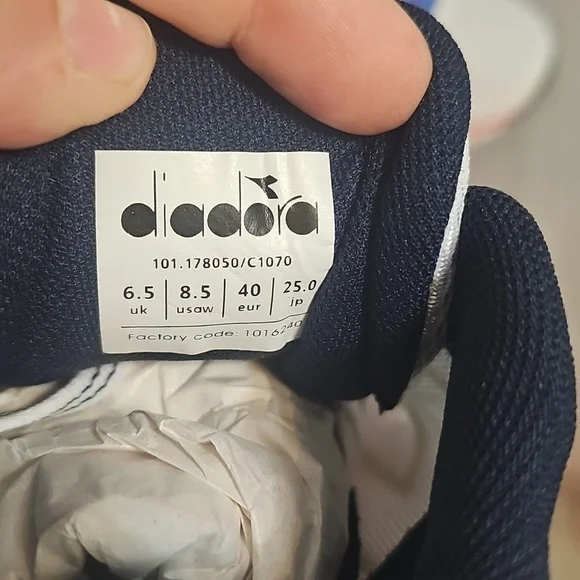 diadora
101.178050/C1070
6.5 8.5 40 25.0
uk usaw eur jp
Factory code: